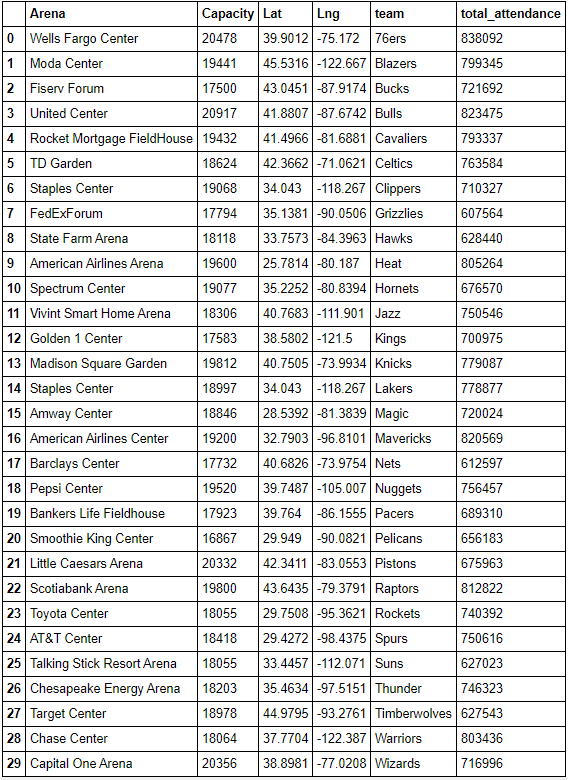 Arena Capacity Lat Lng team total_attendance
0 Wells Fargo Center 20478 39.9012 -75.172 76ers 838092
1 Moda Center 19441 45.5316 -122.667 Blazers 799345
2 Fiserv Forum 17500 43.0451 -87.9174 Bucks 721692
3 United Center 20917 41.8807 -87.6742 Bulls 823475
4 Rocket Mortgage FieldHouse 19432 41.4966 -81.6881 Cavaliers 793337
5 TD Garden 18624 42.3662 -71.0621 Celtics 763584
6 Staples Center 19068 34.043 -118.267 Clippers 710327
7 FedExForum 17794 35.1381 -90.0506 Grizzlies 607564
8 State Farm Arena 18118 33.7573 -84.3963 Hawks 628440
9 American Airlines Arena 19600 25.7814 -80.187 Heat 805264
10 Spectrum Center 19077 35.2252 -80.8394 Hornets 676570
11 Vivint Smart Home Arena 18306 40.7683 -111.901 Jazz 750546
12 Golden 1 Center 17583 38.5802 -121.5 Kings 700975
13 Madison Square Garden 19812 40.7505 -73.9934 Knicks 779087
14 Staples Center 18997 34.043 -118.267 Lakers 778877
15 Amway Center 18846 28.5392 -81.3839 Magic 720024
16 American Airlines Center 19200 32.7903 -96.8101 Mavericks 820569
17 Barclays Center 17732 40.6826 -73.9754 Nets 612597
18 Pepsi Center 19520 39.7487 -105.007 Nuggets 756457
19 Bankers Life Fieldhouse 17923 39.764 -86.1555 Pacers 689310
20 Smoothie King Center 16867 29.949 -90.0821 Pelicans 656183
21 Little Caesars Arena 20332 42.3411 -83.0553 Pistons 675963
22 Scotiabank Arena 19800 43.6435 -79.3791 Raptors 812822
23 Toyota Center 18055 29.7508 -95.3621 Rockets 740392
24 AT&T Center 18418 29.4272 -98.4375 Spurs 750616
25 Talking Stick Resort Arena 18055 33.4457 -112.071 Suns 627023
26 Chesapeake Energy Arena 18203 35.4634 -97.5151 Thunder 746323
27 Target Center 18978 44.9795 -93.2761 Timberwolves 627543
28 Chase Center 18064 37.7704 -122.387 Warriors 803436
29 Capital One Arena 20356 38.8981 -77.0208 Wizards 716996